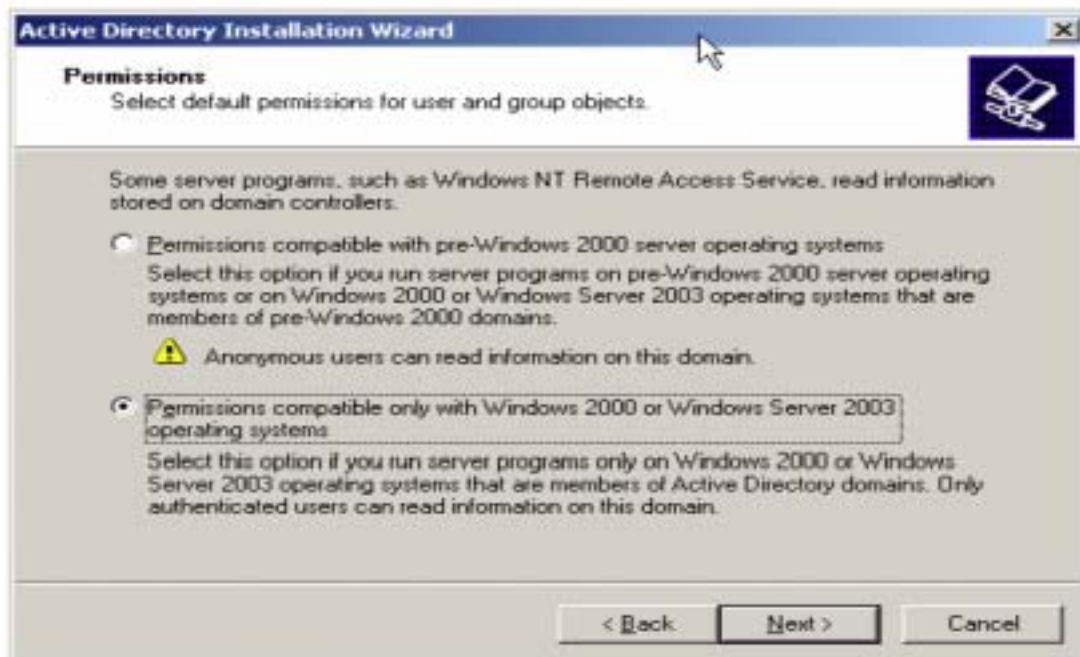 Active Directory Installation Wizard
Permissions
Select default permissions for user and group objects.
Some server programs, such as Windows NT Remote Access Service, read information
stored on domain controllers.
Permissions compatible with pre-Windows 2000 server operating systems
Select this option if you run server programs on pre-Windows 2000 server operating
systems or on Windows 2000 or Windows Server 2003 operating systems that are
members of pre-Windows 2000 domains.
Anonymous users can read information on this domain.
Permissions compatible only with Windows 2000 or Windows Server 2003
operating systems
Select this option if you run server programs only on Windows 2000 or Windows
Server 2003 operating systems that are members of Active Directory domains. Only
authenticated users can read information on this domain.
< Back Next > Cancel